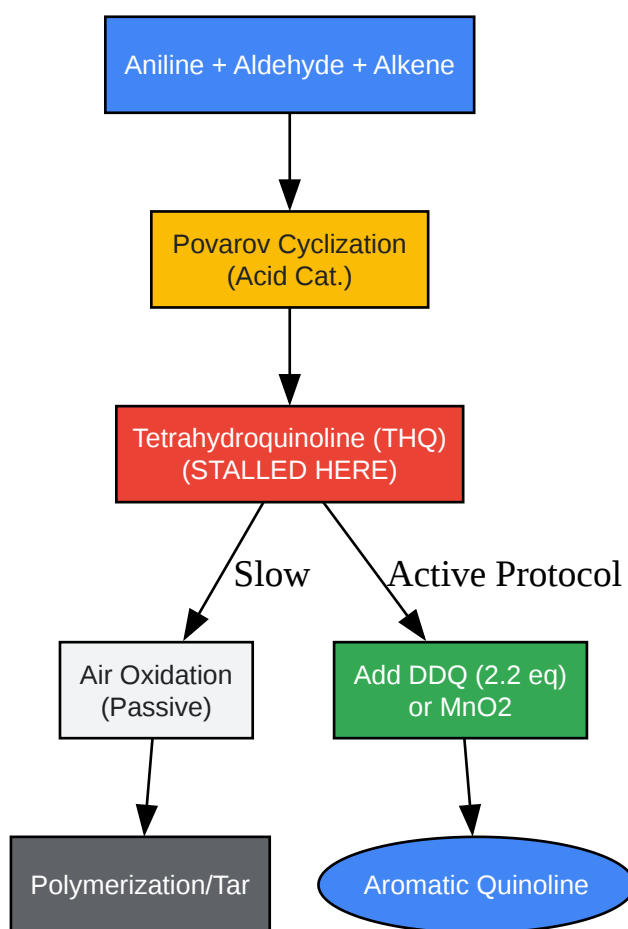 Aniline + Aldehyde + Alkene
Povarov Cyclization
(Acid Cat.)
Tetrahydroquinoline (THQ)
(STALLED HERE)
Slow
Active Protocol
Air Oxidation
(Passive)
Add DDQ (2.2 eq)
or MnO2
Polymerization/Tar
Aromatic Quinoline